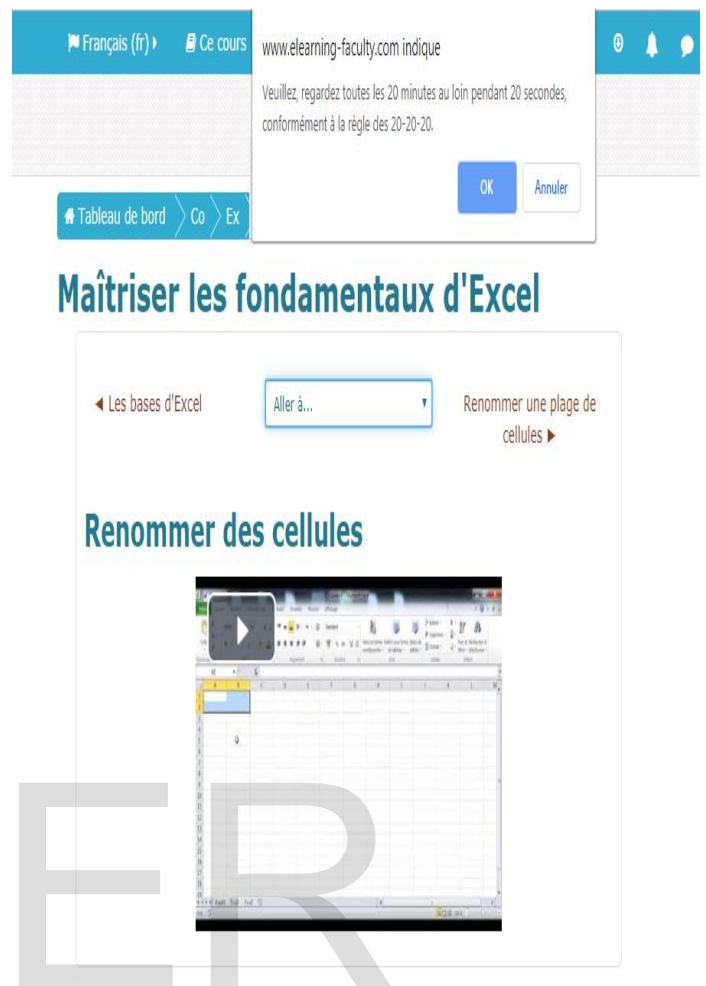 Français (fr)
Ce cours
www.elearning-faculty.com indique
Veuillez, regardez toutes les 20 minutes au loin pendant 20 secondes,
conformément à la règle des 20-20-20.
OK
Annuler
Tableau de bord
Co
Ex
Maîtriser les fondamentaux d'Excel
Les bases d'Excel
Aller à...
Renommer une plage de
cellules
Renommer des cellules
ER